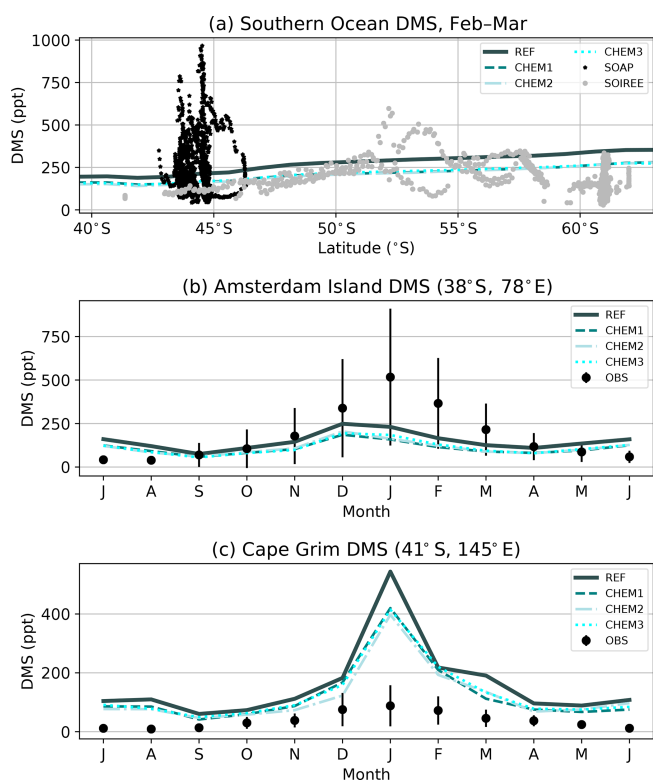 (a) Southern Ocean DMS, Feb–Mar
1000
750
500
250
0
DMS (ppt)
REF
CHEM1
CHEM2
CHEM3
SOAP
SOIREE
40°S
45°S
50°S
55°S
60°S
Latitude (°S)
(b) Amsterdam Island DMS (38°S, 78°E)
750
500
250
0
DMS (ppt)
REF
CHEM1
CHEM2
CHEM3
OBS
J A S O N D J F M A M J
Month
(c) Cape Grim DMS (41°S, 145°E)
400
200
0
DMS (ppt)
REF
CHEM1
CHEM2
CHEM3
OBS
J A S O N D J F M A M J
Month